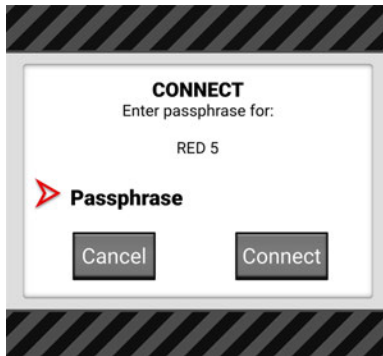 CONNECT
Enter passphrase for:
RED 5
Passphrase
Cancel
Connect